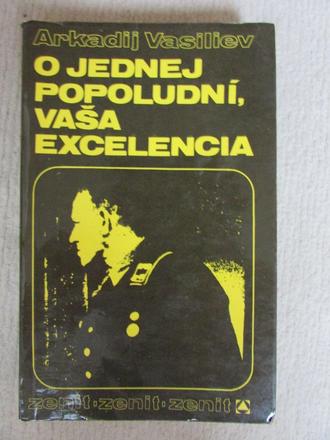 Arkadij Vasiliev
O JEDNEJ
POPOLUDNÍ,
VAŠA
EXCELENCIA
zenit·zenit·zenit